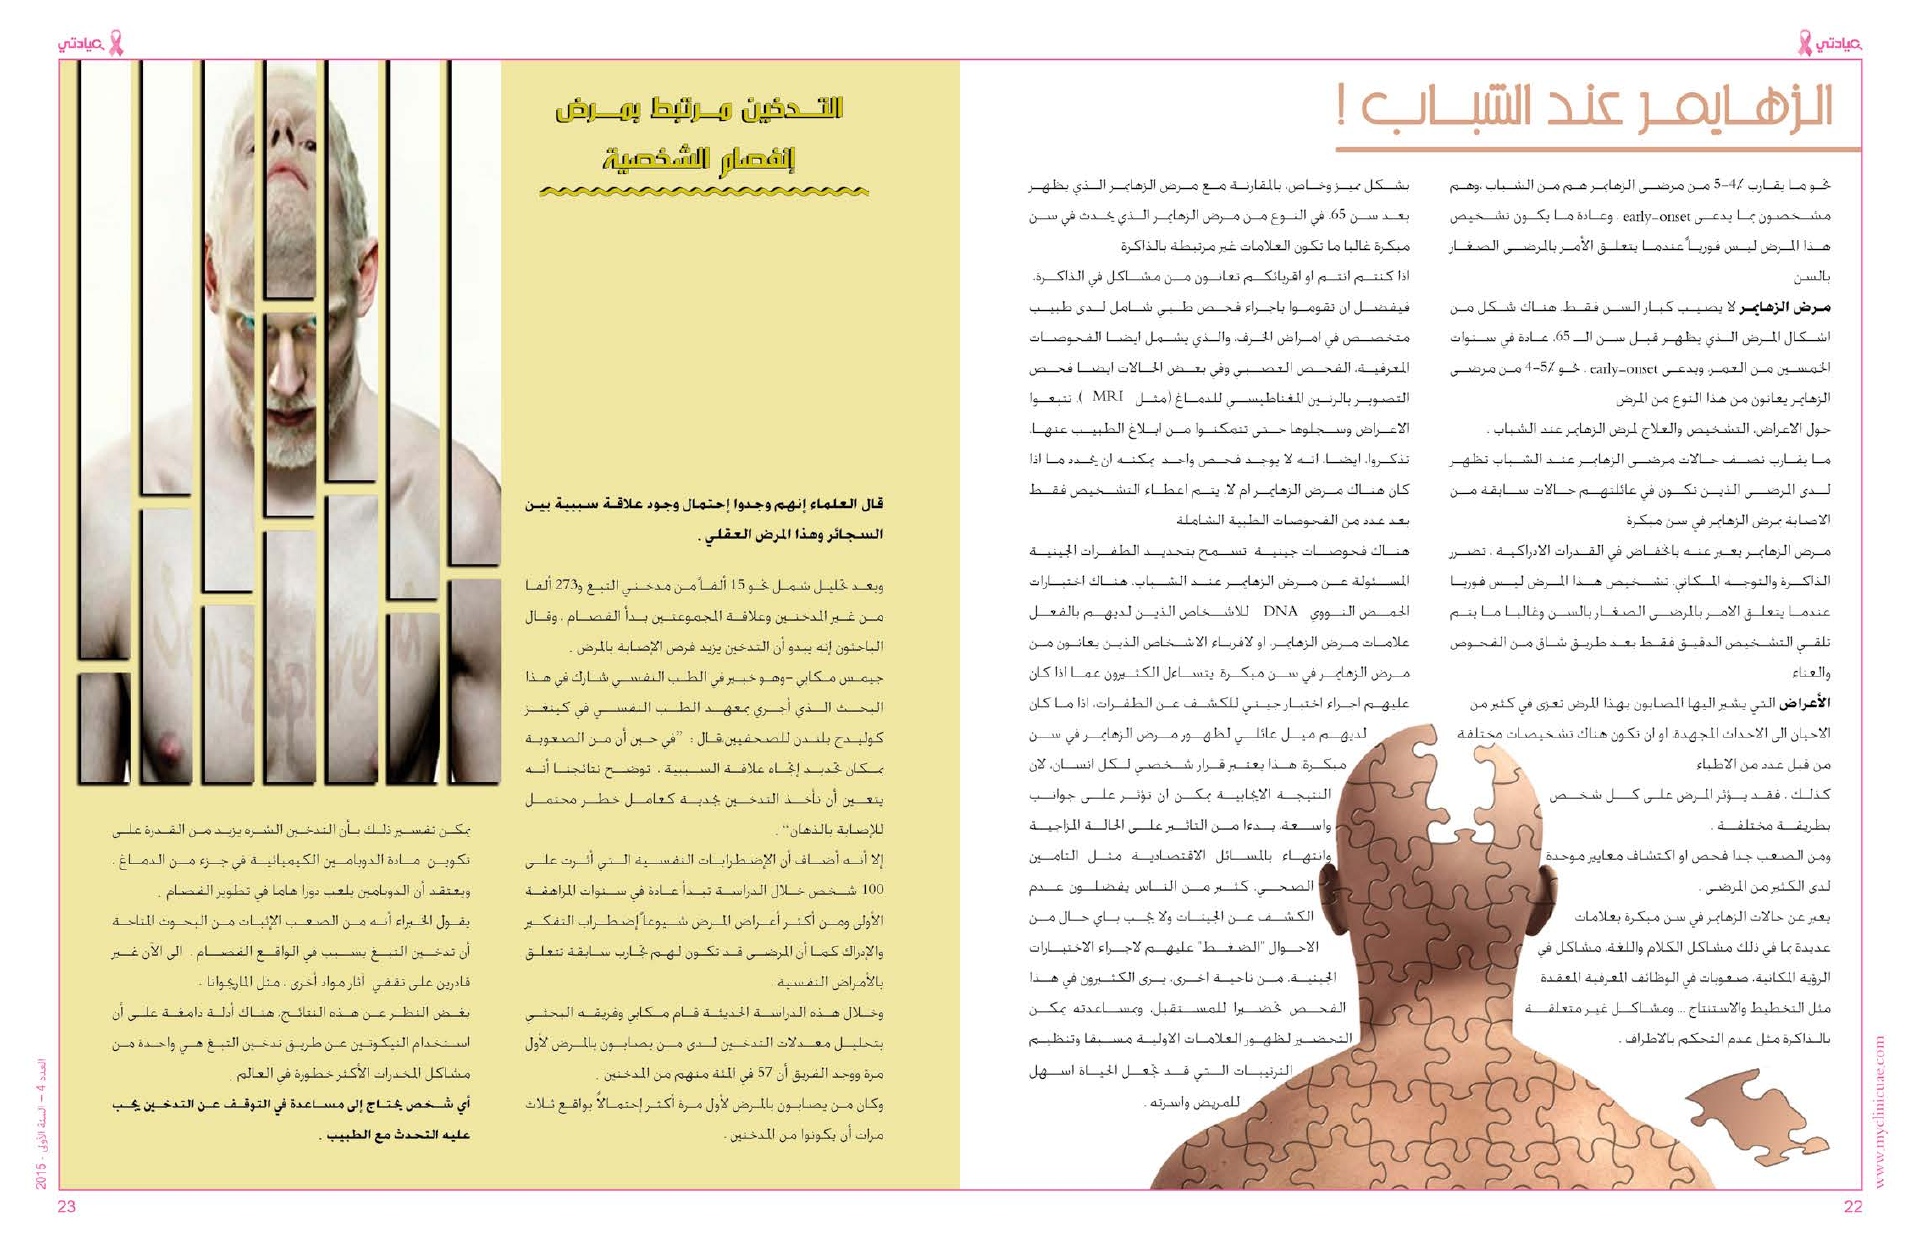 عيادتي
الزهايمر عند الشباب !
نحو ما يقارب 4٪-5 من مرضى الزهايمر هم من الشباب ،وهم
مشخصون بما يدعى early-onset . وعادة ما يكون تشخيص
هذا المرض ليس فورياً عندما يتعلق الأمر بالمرضى الصغار
بالسن
مرض الزهايمر لا يصيب كبار السن فقط. هناك شكل من
اشكال المرض الذي يظهر قبل سن الـ 65، عادة في سنوات
الخمسين من العمر، ويدعى early-onset . نحو 5٪-4 من مرضى
الزهايمر يعانون من هذا النوع من المرض
حول الاعراض، التشخيص والعلاج لمرض الزهايمر عند الشباب .
ما يقارب نصف حالات مرضى الزهايمر عند الشباب تظهر
لدى المرضى الذين تكون في عائلتهم حالات سابقة من
الاصابة بمرض الزهايمر في سن مبكرة
مرض الزهايمر يعبر عنه بانخفاض في القدرات الادراكية ، تضرر
الذاكرة والتوجه المكاني. تشخيص هذا المرض ليس فوريا
عندما يتعلق الامر بالمرضى الصغار بالسن وغالبا ما يتم
تلقي التشخيص الدقيق فقط بعد طريق شاق من الفحوص
والعناء
الأعراض التي يشير اليها المصابون بهذا المرض تعزى في كثير من
الاحيان الى الاحداث المجهدة، او ان تكون هناك تشخيصات مختلفة
من قبل عدد من الاطباء
كذلك ، فقد يؤثر المرض على كل شخص
بطريقة مختلفة .
ومن الصعب جدا فحص او اكتشاف معايير موحدة
لدى الكثير من المرضى .
يعبر عن حالات الزهايمر في سن مبكرة بعلامات
عديدة بما في ذلك مشاكل الكلام واللغة، مشاكل في
الرؤية المكانية، صعوبات في الوظائف المعرفية المعقدة
مثل التخطيط والاستنتاج ... ومشاكل غير متعلقة
بالذاكرة مثل عدم التحكم بالاطراف .
بشكل مميز وخاص، بالمقارنة مع مرض الزهايمر الذي يظهر
بعد سن 65. في النوع من مرض الزهايمر الذي يحدث في سن
مبكرة غالبا ما تكون العلامات غير مرتبطة بالذاكرة
اذا كنتم انتم او اقربائكم تعانون من مشاكل في الذاكرة،
فيفضل ان تقوموا باجراء فحص طبي شامل لدى طبيب
متخصص في امراض الخرف، والذي يشمل ايضا الفحوصات
المعرفية، الفحص العصبي وفي بعض الحالات ايضا فحص
التصوير بالرنين المغناطيسي للدماغ (مثل MRI ). تتبعوا
الاعراض وسجلوها حتى تتمكنوا من ابلاغ الطبيب عنها.
تذكروا، ايضا، انه لا يوجد فحص واحد يمكنه ان يحدد ما اذا
كان هناك مرض الزهايمر ام لا. يتم اعطاء التشخيص فقط
بعد عدد من الفحوصات الطبية الشاملة
هناك فحوصات جينية تسمح بتحديد الطفرات الجينية
المسئولة عن مرض الزهايمر عند الشباب. هناك اختبارات
الحمض النووي DNA للاشخاص الذين لديهم بالفعل
علامات مرض الزهايمر، او لاقرباء الاشخاص الذين يعانون من
مرض الزهايمر في سن مبكرة يتساءل الكثيرون عما اذا كان
عليهم اجراء اختبار جيني للكشف عن الطفرات، اذا ما كان
لديهم ميل عائلي لظهور مرض الزهايمر في سن
مبكرة. هذا يعتبر قرار شخصي لكل انسان، لان
النتيجة الايجابية يمكن ان تؤثر على جوانب
واسعة، بدءا من التاثير على الحالة المزاجية
وانتهاء بالمسائل الاقتصادية مثل التامين
الصحي. كثير من الناس يفضلون عدم
الكشف عن الجينات ولا يجب باي حال من
الاحوال "الضغط" عليهم لاجراء الاختبارات
الجينية. من ناحية اخرى، يرى الكثيرون في هذا
الفحص تحضيرا للمستقبل، ومساعدته يمكن
التحضير لظهور العلامات الاولية مسبقا وتنظيم
الترتيبات التي قد تجعل الحياة اسهل
للمريض واسرته .
www.myclinicuae.com
22
عيادتي
التدخين مرتبط بمرض
إنفصام الشخصية
قال العلماء إنهم وجدوا إحتمال وجود علاقة سببية بين
السجائر وهذا المرض العقلي .
وبعد تحليل شمل نحو 15 ألفاً من مدخني التبغ و273 ألفا
من غير المدخنين وعلاقة المجموعتين ببدأ الفصام ، وقال
الباحثون إنه يبدو أن التدخين يزيد فرص الإصابة بالمرض .
جيمس مكابي -وهو خبير في الطب النفسي شارك في هذا
البحث الذي أجري بمعهد الطب النفسي في كينغز
كوليدج بلندن للصحفيين،قال : "في حين أن من الصعوبة
بمكان تحديد إتجاه علاقة السببية ، توضح نتائجنا أنه
يتعين أن نأخذ التدخين بجدية كعامل خطر محتمل
للإصابة بالذهان" .
إلا أنه أضاف أن الإضطرابات النفسية التي أثرت على
100 شخص خلال الدراسة تبدأ عادة في سنوات المراهقة
الأولى ومن أكثر أعراض المرض شيوعاً إضطراب التفكير
والإدراك كما أن المرضى قد تكون لهم تجارب سابقة تتعلق
بالأمراض النفسية .
وخلال هذه الدراسة الحديثة قام مكابي وفريقه البحثي
بتحليل معدلات التدخين لدى من يصابون بالمرض لأول
مرة ووجد الفريق أن 57 في المئة منهم من المدخنين .
وكان من يصابون بالمرض لأول مرة أكثر إحتمالاً بواقع ثلاث
مرات أن يكونوا من المدخنين .
يمكن تفسير ذلك بأن التدخين الشره يزيد من القدرة على
تكوين مادة الدوبامين الكيميائية في جزء من الدماغ .
ويعتقد أن الدوبامين يلعب دورا هاما في تطوير الفصام .
يقول الخبراء أنه من الصعب الإثبات من البحوث المتاحة
أن تدخين التبغ يسبب في الواقع الفصام . الى الآن غير
قادرين على تقفي آثار مواد أخرى ، مثل الماريجوانا .
بغض النظر عن هذه النتائج، هناك أدلة دامغة على أن
استخدام النيكوتين عن طريق تدخين التبغ هي واحدة من
مشاكل المخدرات الأكثر خطورة في العالم .
أي شخص يحتاج إلى مساعدة في التوقف عن التدخين يجب
عليه التحدث مع الطبيب .
العدد 4 - السنة الأولى - 2015
23